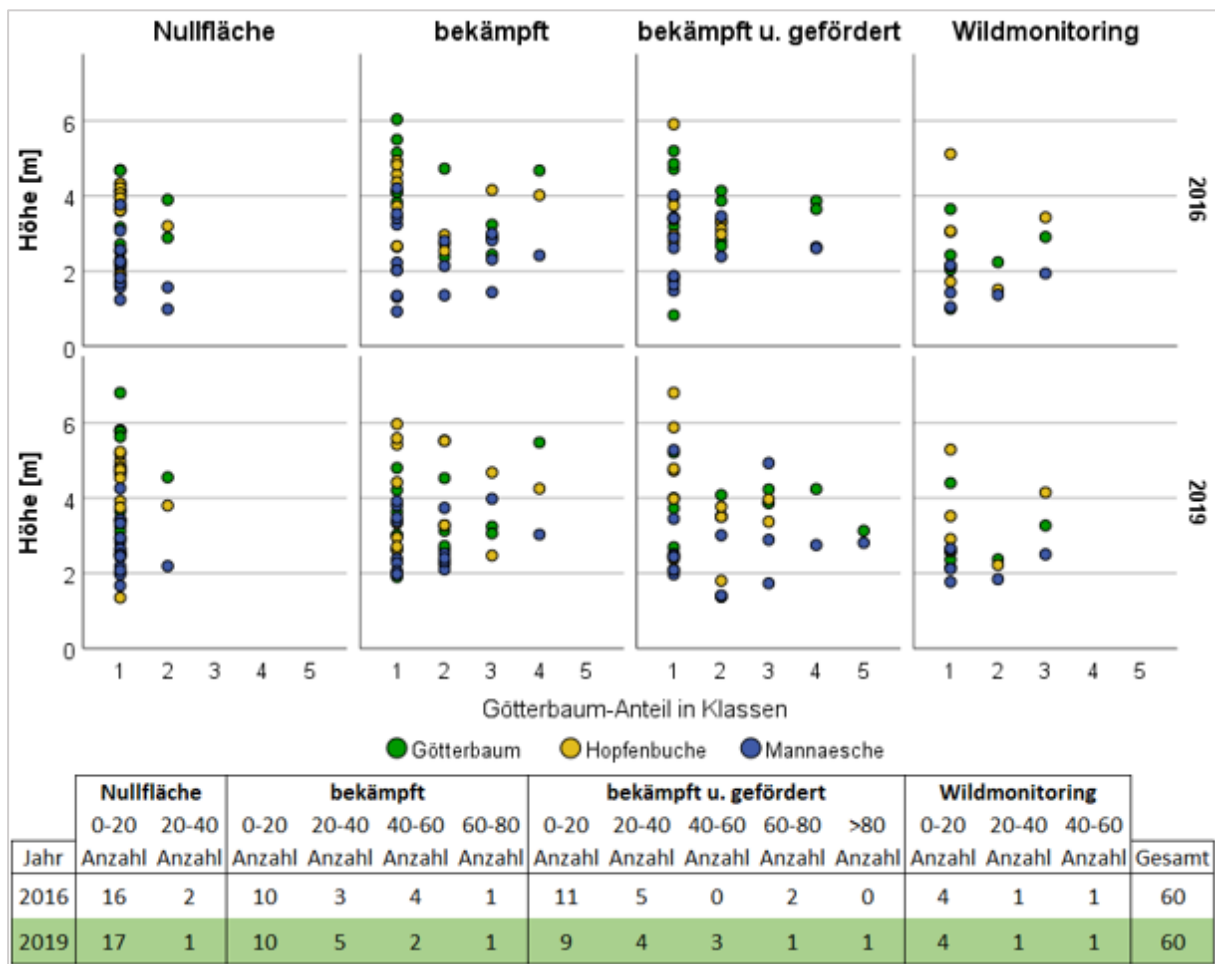 Nullfläche bekämpft bekämpft u. gefördert Wildmonitoring
Höhe [m]
6
4
2
0
2016
Höhe [m]
6
4
2
0
2019
1 2 3 4 5 1 2 3 4 5 1 2 3 4 5 1 2 3 4 5
Götterbaum-Anteil in Klassen
Götterbaum Hopfenbuche Mannaesche
Nullfläche bekämpft bekämpft u. gefördert Wildmonitoring
0-20 20-40 0-20 20-40 40-60 60-80 0-20 20-40 40-60 60-80 >80 0-20 20-40 40-60
Jahr Anzahl Anzahl Anzahl Anzahl Anzahl Anzahl Anzahl Anzahl Anzahl Anzahl Anzahl Anzahl Anzahl Anzahl Gesamt
2016 16 2 10 3 4 1 11 5 0 2 0 4 1 1 60
2019 17 1 10 5 2 1 9 4 3 1 1 4 1 1 60